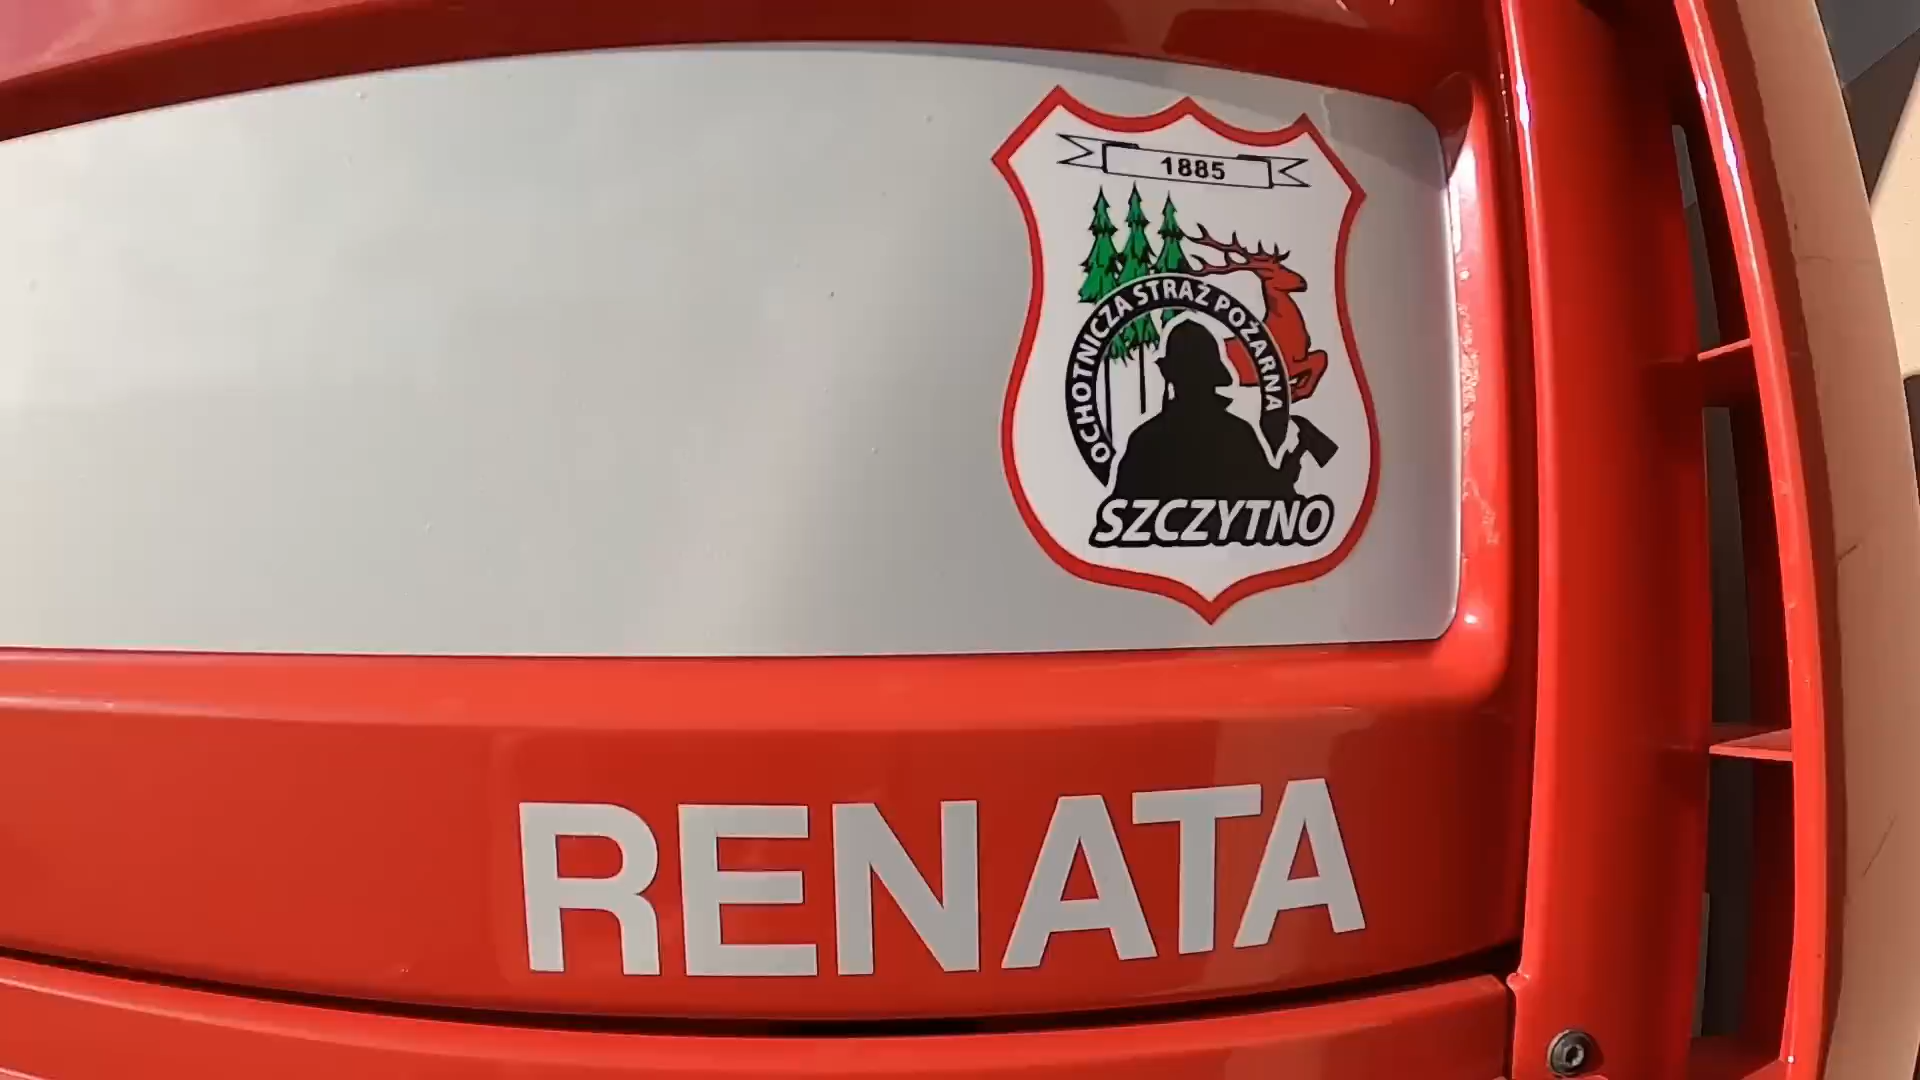 1885
OCHOTNICZA STRAŻ POŻARNA
SZCZYTNO
RENATA